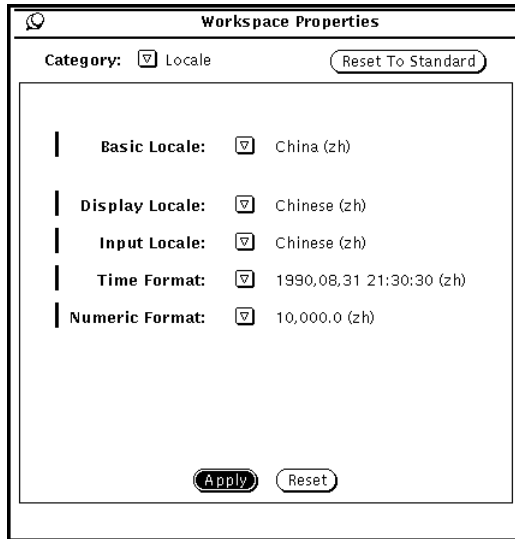 Workspace Properties
Category: Locale Reset To Standard
Basic Locale: China (zh)
Display Locale: Chinese (zh)
Input Locale: Chinese (zh)
Time Format: 1990,08,31 21:30:30 (zh)
Numeric Format: 10,000.0 (zh)
Apply Reset